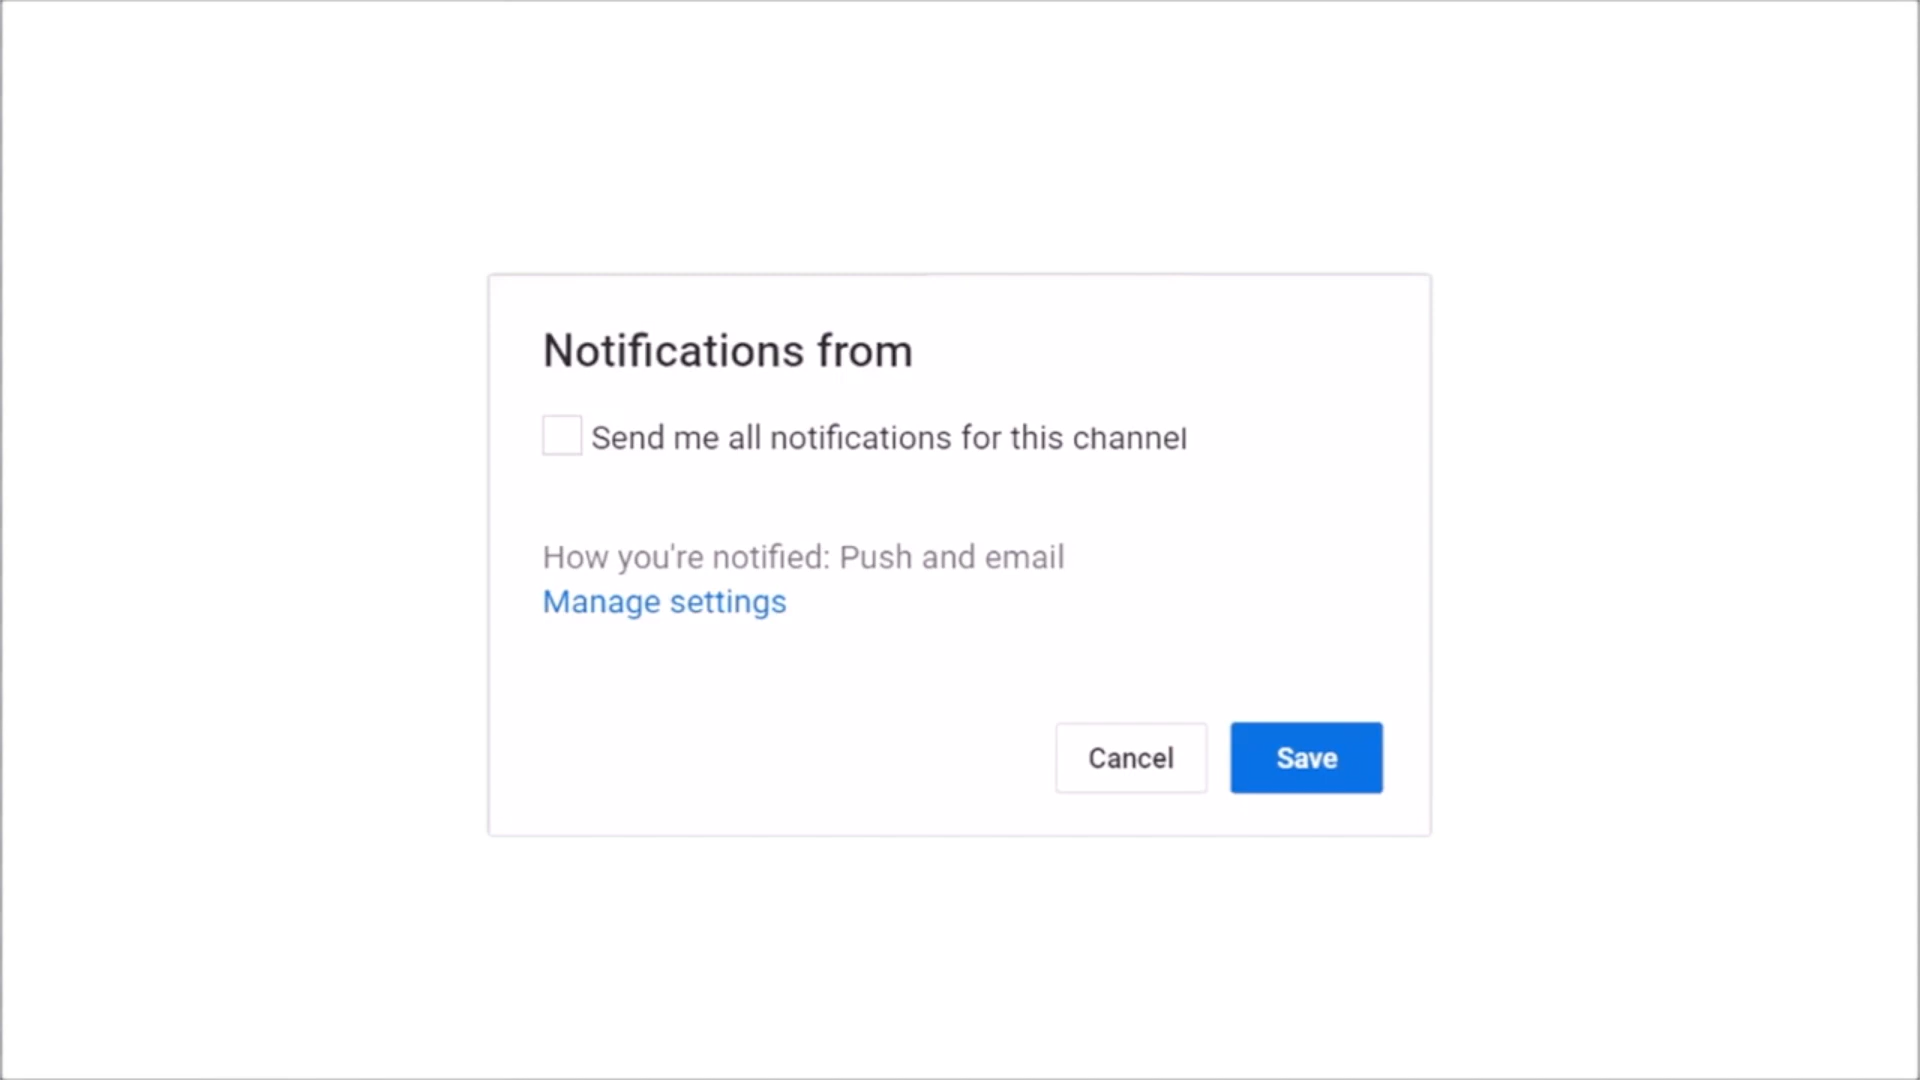 Notifications from
Send me all notifications for this channel
How you're notified: Push and email
Manage settings
Cancel
Save